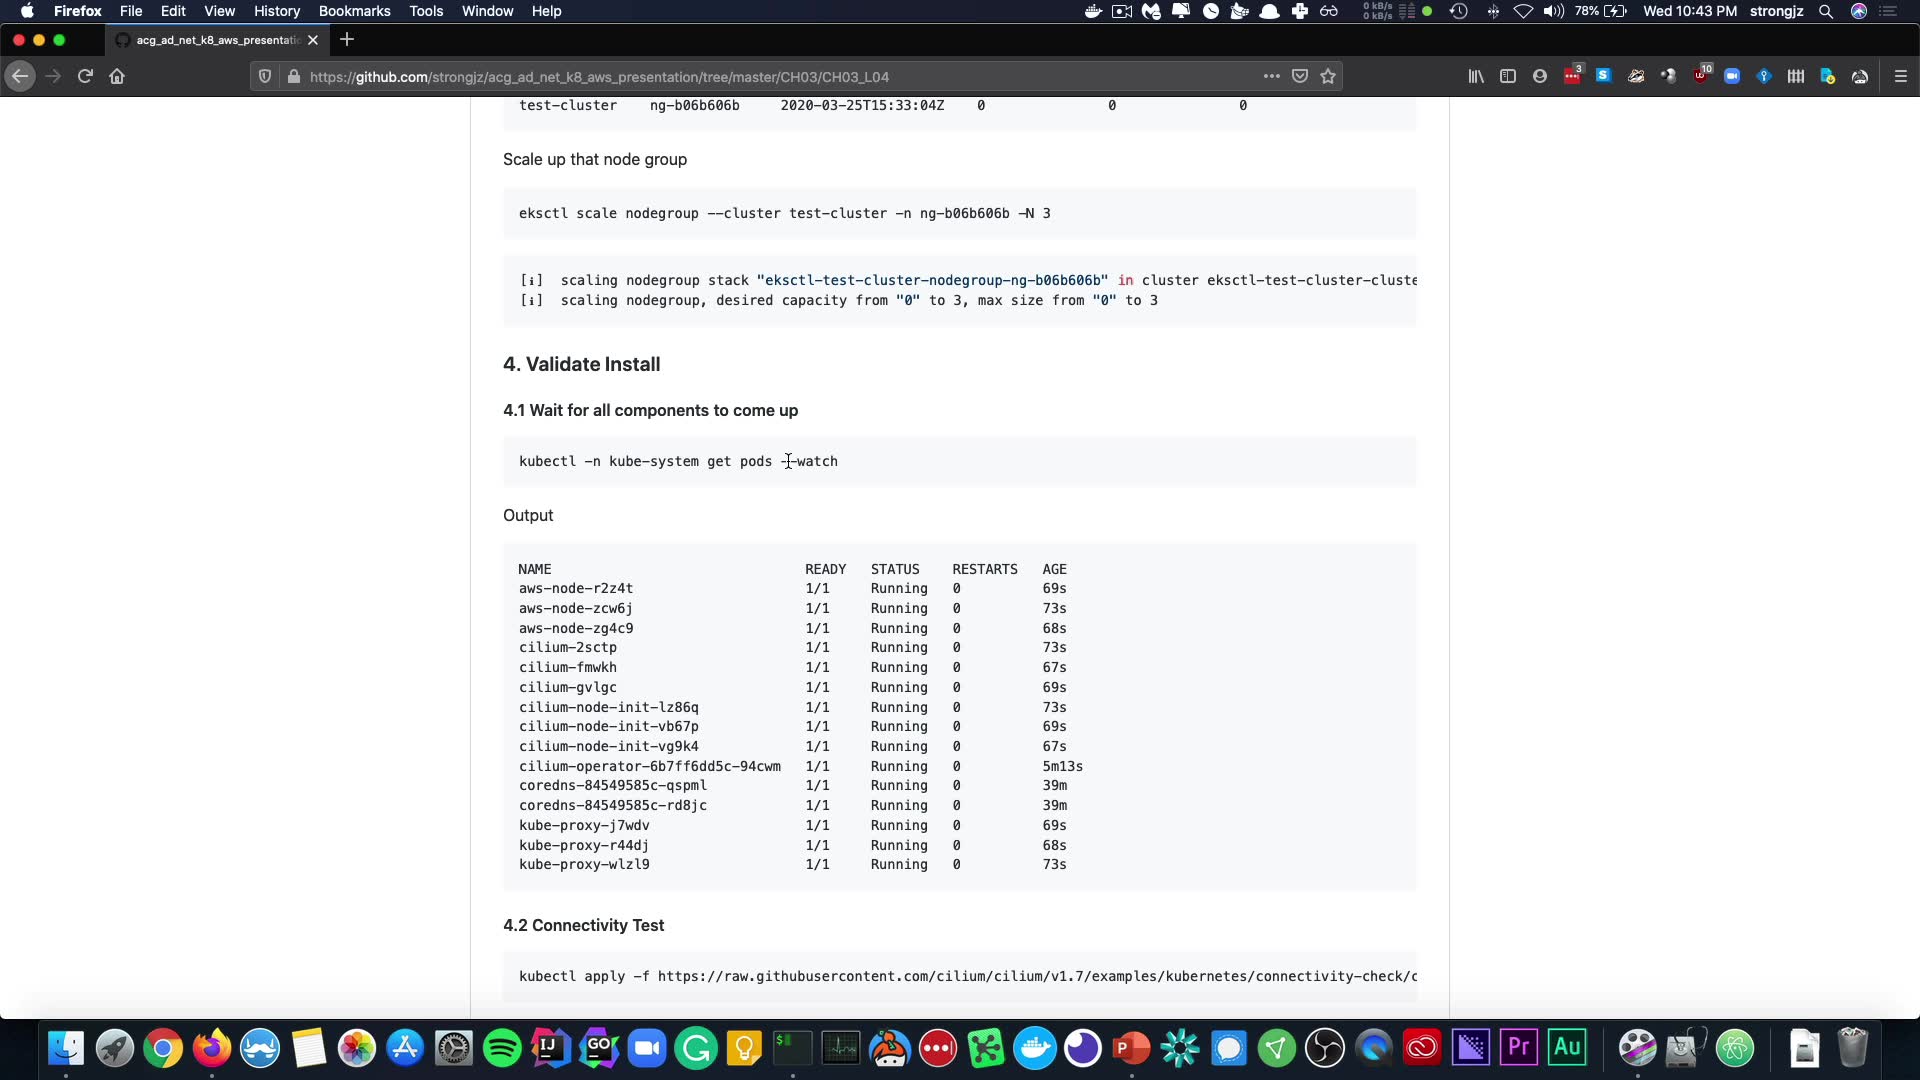 Firefox File Edit View History Bookmarks Tools Window Help
0 kB/s
0 kB/s
78%
Wed 10:43 PM strongjz
acg_ad_net_k8_aws_presentatio
https://github.com/strongjz/acg_ad_net_k8_aws_presentation/tree/master/CH03/CH03_L04
3
10
test-cluster ng-b06b606b 2020-03-25T15:33:04Z 0 0 0
Scale up that node group
eksctl scale nodegroup --cluster test-cluster -n ng-b06b606b -N 3
[i] scaling nodegroup stack "eksctl-test-cluster-nodegroup-ng-b06b606b" in cluster eksctl-test-cluster-cluste
[i] scaling nodegroup, desired capacity from "0" to 3, max size from "0" to 3
4. Validate Install
4.1 Wait for all components to come up
kubectl -n kube-system get pods --watch
Output
NAME READY STATUS RESTARTS AGE
aws-node-r2z4t 1/1 Running 0 69s
aws-node-zcw6j 1/1 Running 0 73s
aws-node-zg4c9 1/1 Running 0 68s
cilium-2sctp 1/1 Running 0 73s
cilium-fmwkh 1/1 Running 0 67s
cilium-gvlgc 1/1 Running 0 69s
cilium-node-init-lz86q 1/1 Running 0 73s
cilium-node-init-vb67p 1/1 Running 0 69s
cilium-node-init-vg9k4 1/1 Running 0 67s
cilium-operator-6b7ff6dd5c-94cwm 1/1 Running 0 5m13s
coredns-84549585c-qspml 1/1 Running 0 39m
coredns-84549585c-rd8jc 1/1 Running 0 39m
kube-proxy-j7wdv 1/1 Running 0 69s
kube-proxy-r44dj 1/1 Running 0 68s
kube-proxy-wlzl9 1/1 Running 0 73s
4.2 Connectivity Test
kubectl apply -f https://raw.githubusercontent.com/cilium/cilium/v1.7/examples/kubernetes/connectivity-check/c
IJ GO $ P Pr Au